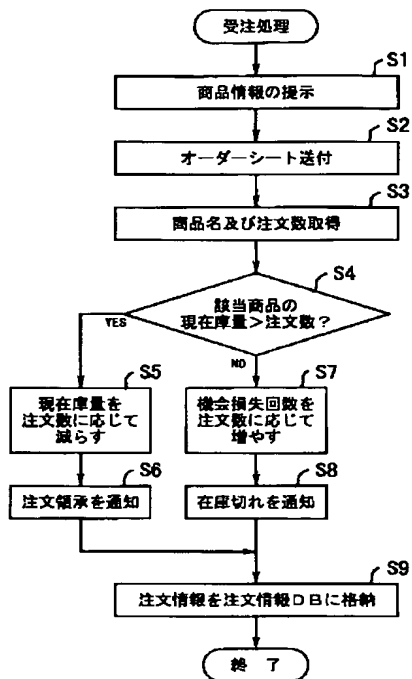 受注処理
S1
商品情報の提示
S2
オーダーシート送付
S3
商品名及び注文数取得
S4
該当商品の
現在庫量>注文数?
YES
NO
S5
現在庫量を
注文数に応じて
減らす
S7
機会損失回数を
注文数に応じて
増やす
S6
注文領承を通知
S8
在庫切れを通知
S9
注文情報を注文情報DBに格納
終 了